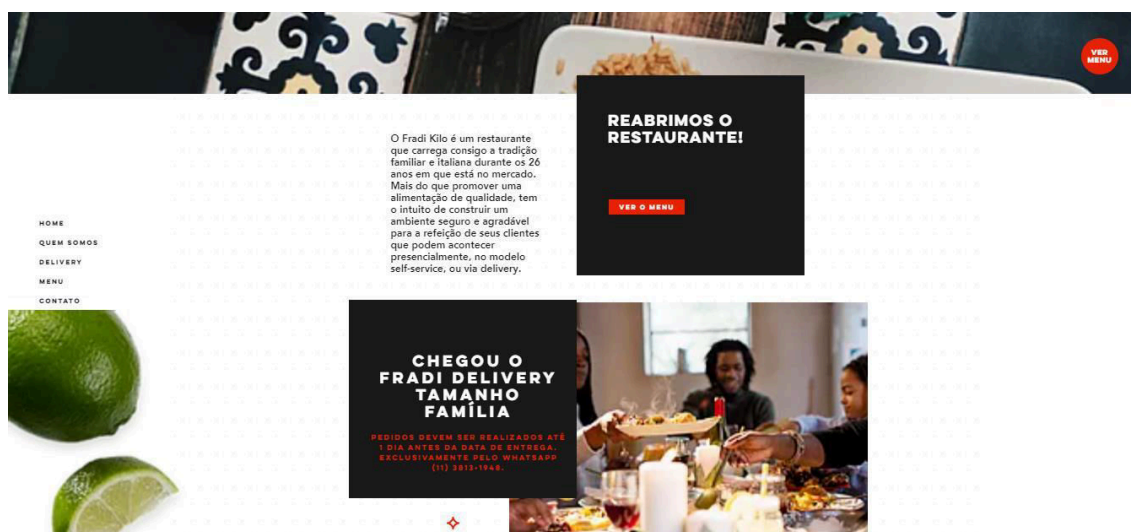 VER
MENU
REABRIMOS O
RESTAURANTE!
O Fradi Kilo é um restaurante
que carrega consigo a tradição
familiar e italiana durante os 26
anos em que está no mercado.
Mais do que promover uma
alimentação de qualidade, tem
o intuito de construir um
ambiente seguro e agradável
para a refeição de seus clientes
que podem acontecer
presencialmente, no modelo
self-service, ou via delivery.
VER O MENU
HOME
QUEM SOMOS
DELIVERY
MENU
CONTATO
CHEGOU O
FRADI DELIVERY
TAMANHO
FAMÍLIA
PEDIDOS DEVEM SER REALIZADOS ATÉ
1 DIA ANTES DA DATA DE ENTREGA.
EXCLUSIVAMENTE PELO WHATSAPP
(11) 3813-1948.